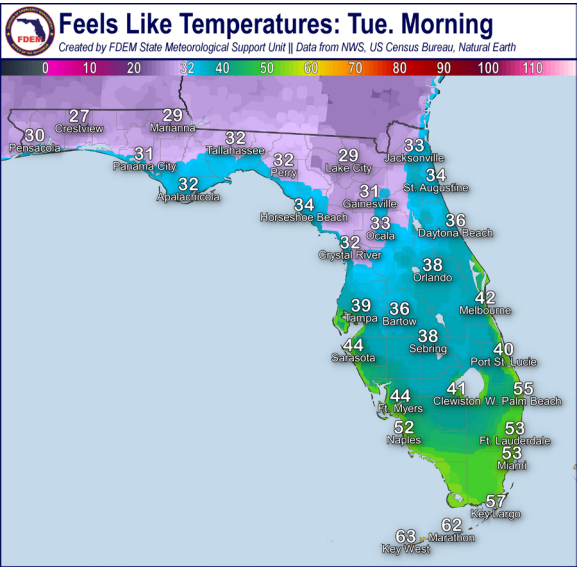 Feels Like Temperatures: Tue. Morning
Created by FDEM State Meteorological Support Unit || Data from NWS, US Census Bureau, Natural Earth
FDEM
0 10 20 32 40 50 60 70 80 90 100 110
27
Crestview
29
Marianna
30
Pensacola
31
Panama City
32
Tallahassee
32
Apalachicola
32
Perry
29
Lake City
33
Jacksonville
34
St. Augustine
31
Gainesville
34
Horseshoe Beach
33
Ocala
36
Daytona Beach
32
Crystal River
38
Orlando
42
Melbourne
39
Tampa
36
Bartow
38
Sebring
44
Sarasota
40
Port St. Lucie
44
Ft. Myers
41
Clewiston
55
W. Palm Beach
52
Naples
53
Ft. Lauderdale
53
Miami
57
Key Largo
62
Marathon
63
Key West